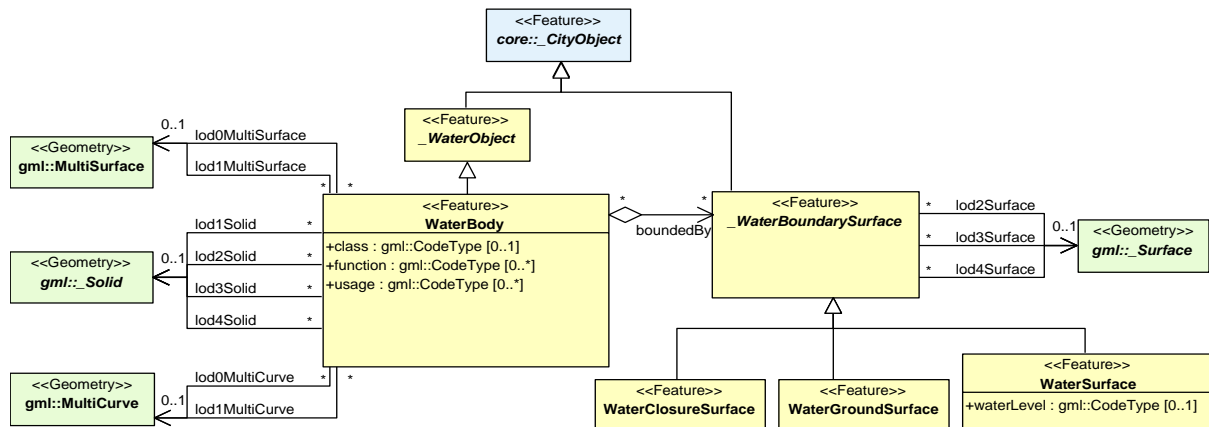 <<Feature>>
core::_CityObject
<<Feature>>
_WaterObject
0..1
lod0MultiSurface
<<Geometry>>
gml::MultiSurface
lod1MultiSurface
* *
<<Feature>>
WaterBody
+class : gml::CodeType [0..1]
+function : gml::CodeType [0..*]
+usage : gml::CodeType [0..*]
* *
boundedBy
<<Feature>>
_WaterBoundarySurface
* lod2Surface
* lod3Surface
* lod4Surface
0..1
<<Geometry>>
gml::_Surface
lod1Solid *
lod2Solid *
lod3Solid *
lod4Solid *
0..1
<<Geometry>>
gml::_Solid
lod0MultiCurve * *
lod1MultiCurve
0..1
<<Geometry>>
gml::MultiCurve
<<Feature>>
WaterClosureSurface
<<Feature>>
WaterGroundSurface
<<Feature>>
WaterSurface
+waterLevel : gml::CodeType [0..1]